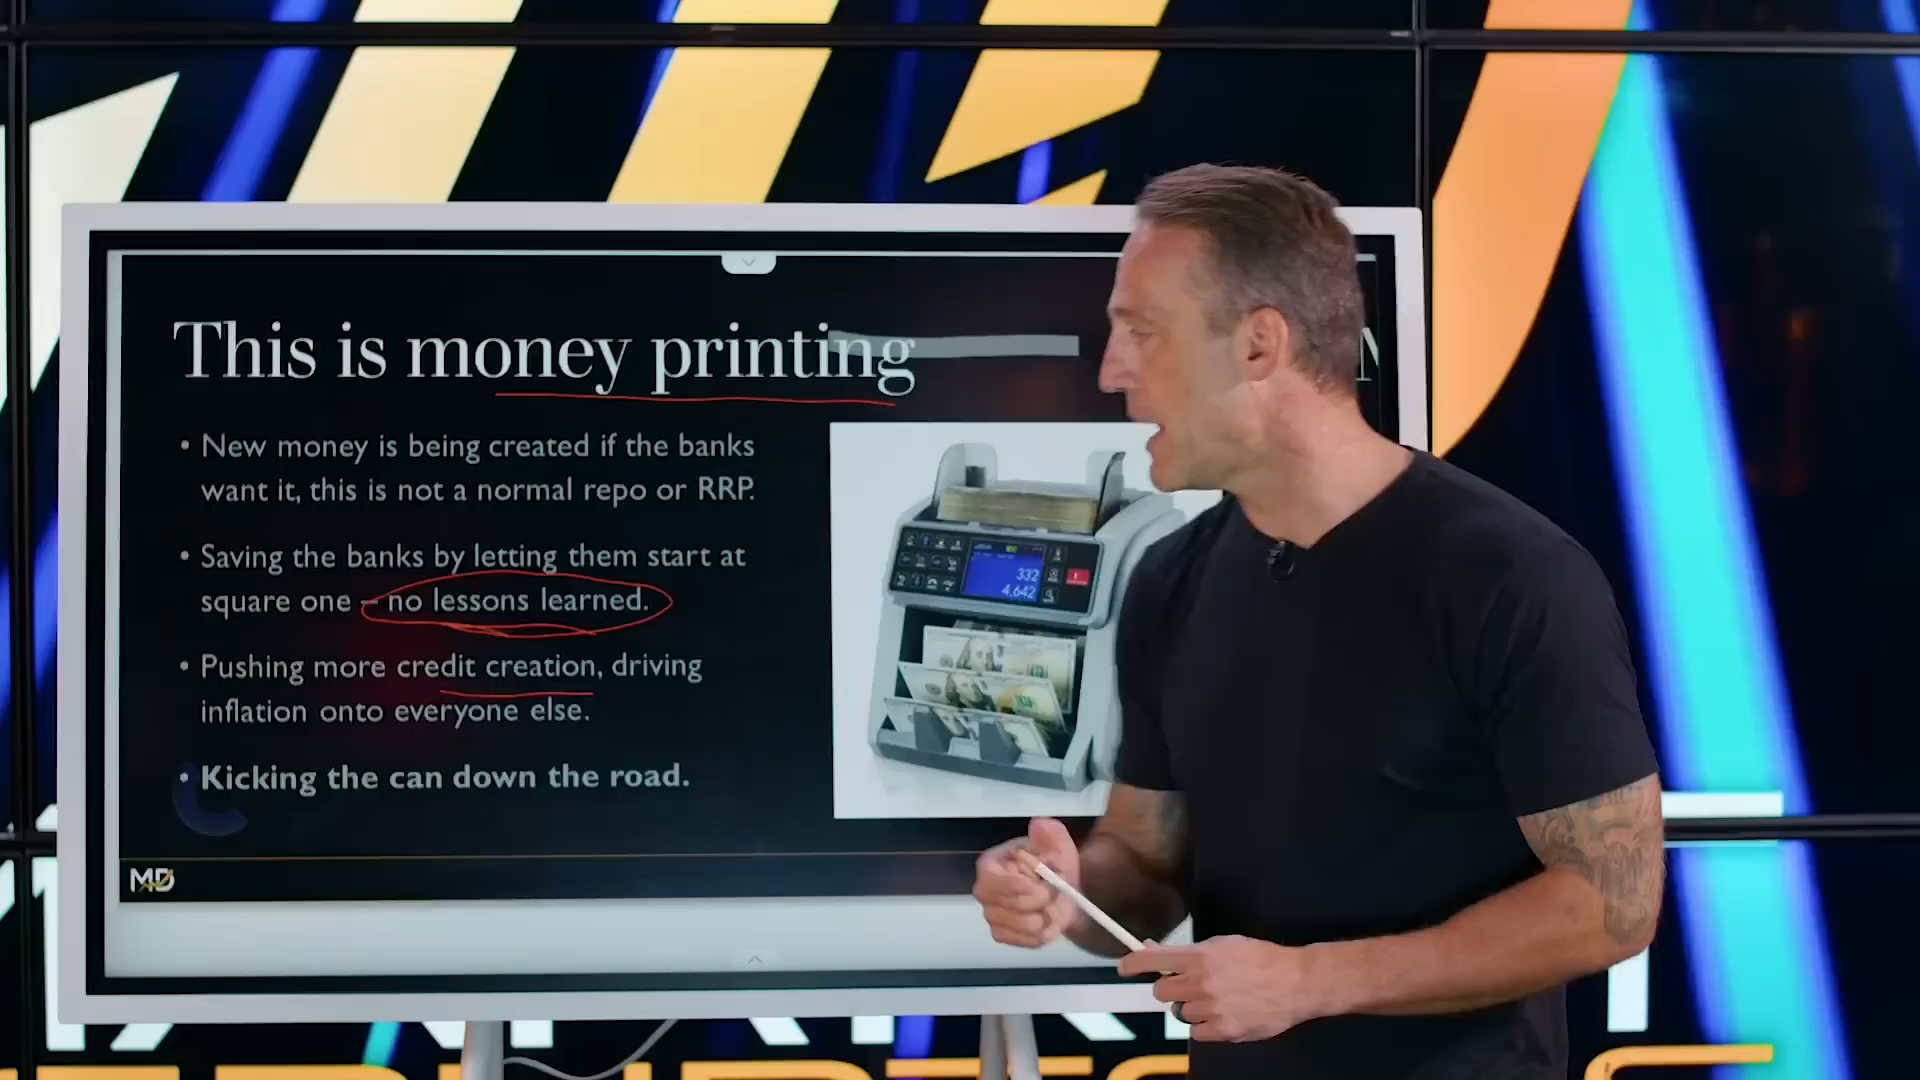 This is money printing
• New money is being created if the banks
want it, this is not a normal repo or RRP.
• Saving the banks by letting them start at
square one – no lessons learned.
• Pushing more credit creation, driving
inflation onto everyone else.
• Kicking the can down the road.
332
4,642
MD